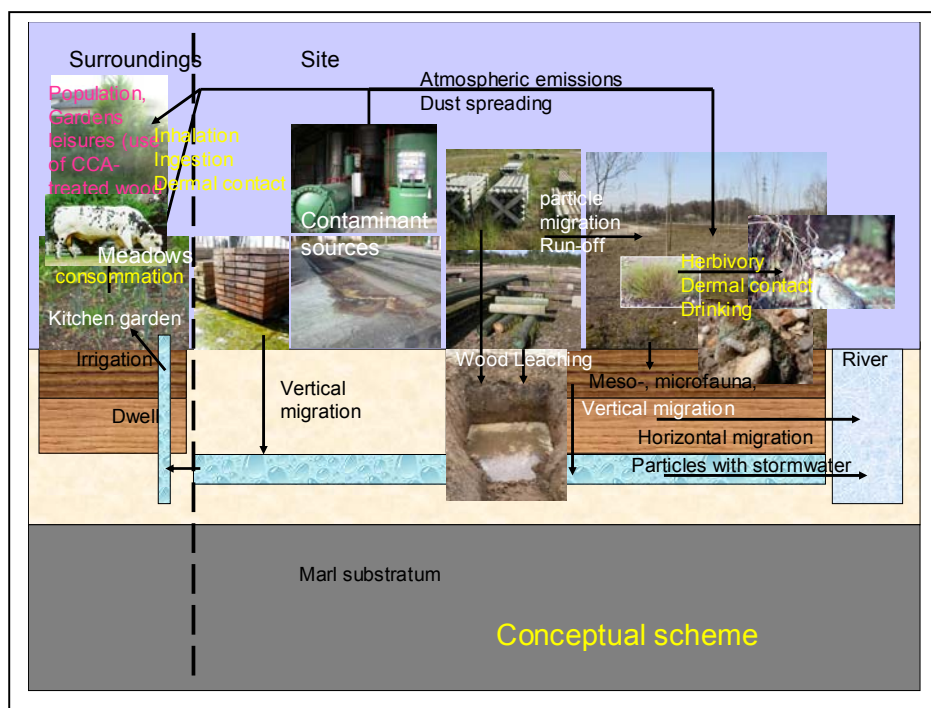 Surroundings
Site
Atmospheric emissions
Dust spreading
Population,
Gardens
leisures (use
of CCA-
treated wood
Inhalation
Ingestion
Dermal contact
Contaminant
sources
particle
migration
Run-off
Meadows
consommation
Herbivory
Dermal contact
Drinking
Kitchen garden
Irrigation
Wood Leaching
River
Vertical
migration
Meso-, microfauna,
Dwell
Vertical migration
Horizontal migration
Particles with stormwater
Marl substratum
Conceptual scheme